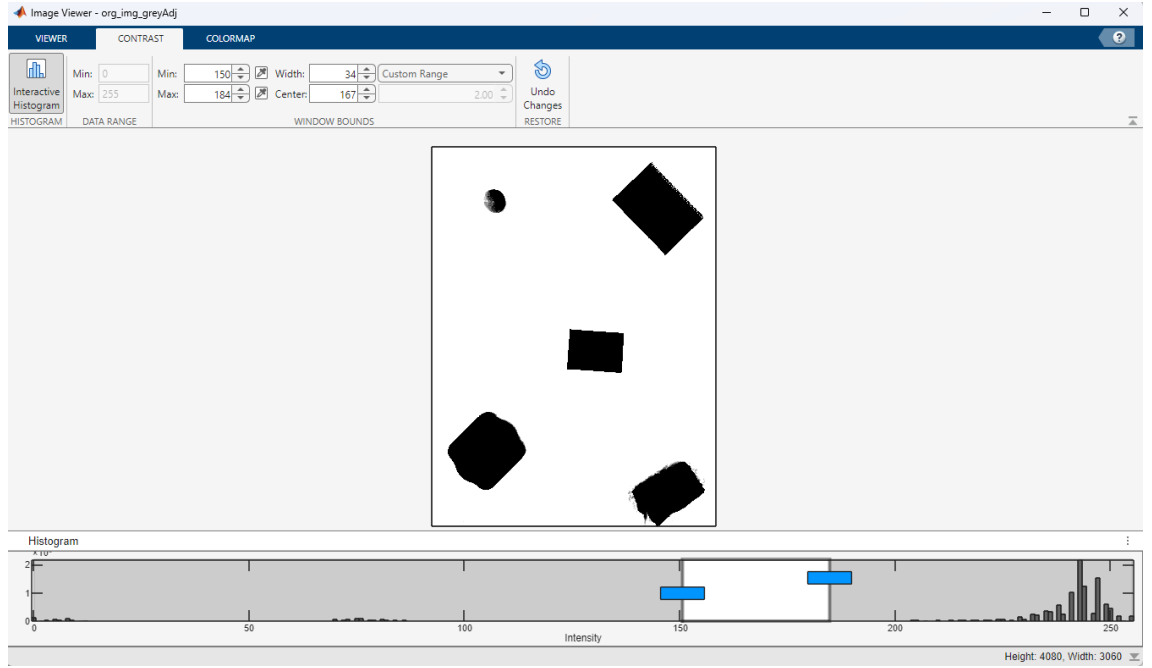 Image Viewer - org_img_greyAdj
VIEWER CONTRAST COLORMAP ?
Min: 0 Min: 150 Width: 34 Custom Range
Interactive Histogram Max: 255 Max: 184 Center: 167 2.00 Undo Changes
HISTOGRAM DATA RANGE WINDOW BOUNDS RESTORE
Histogram
2
1
0
0 50 100 150 200 250
Intensity
Height: 4080, Width: 3060